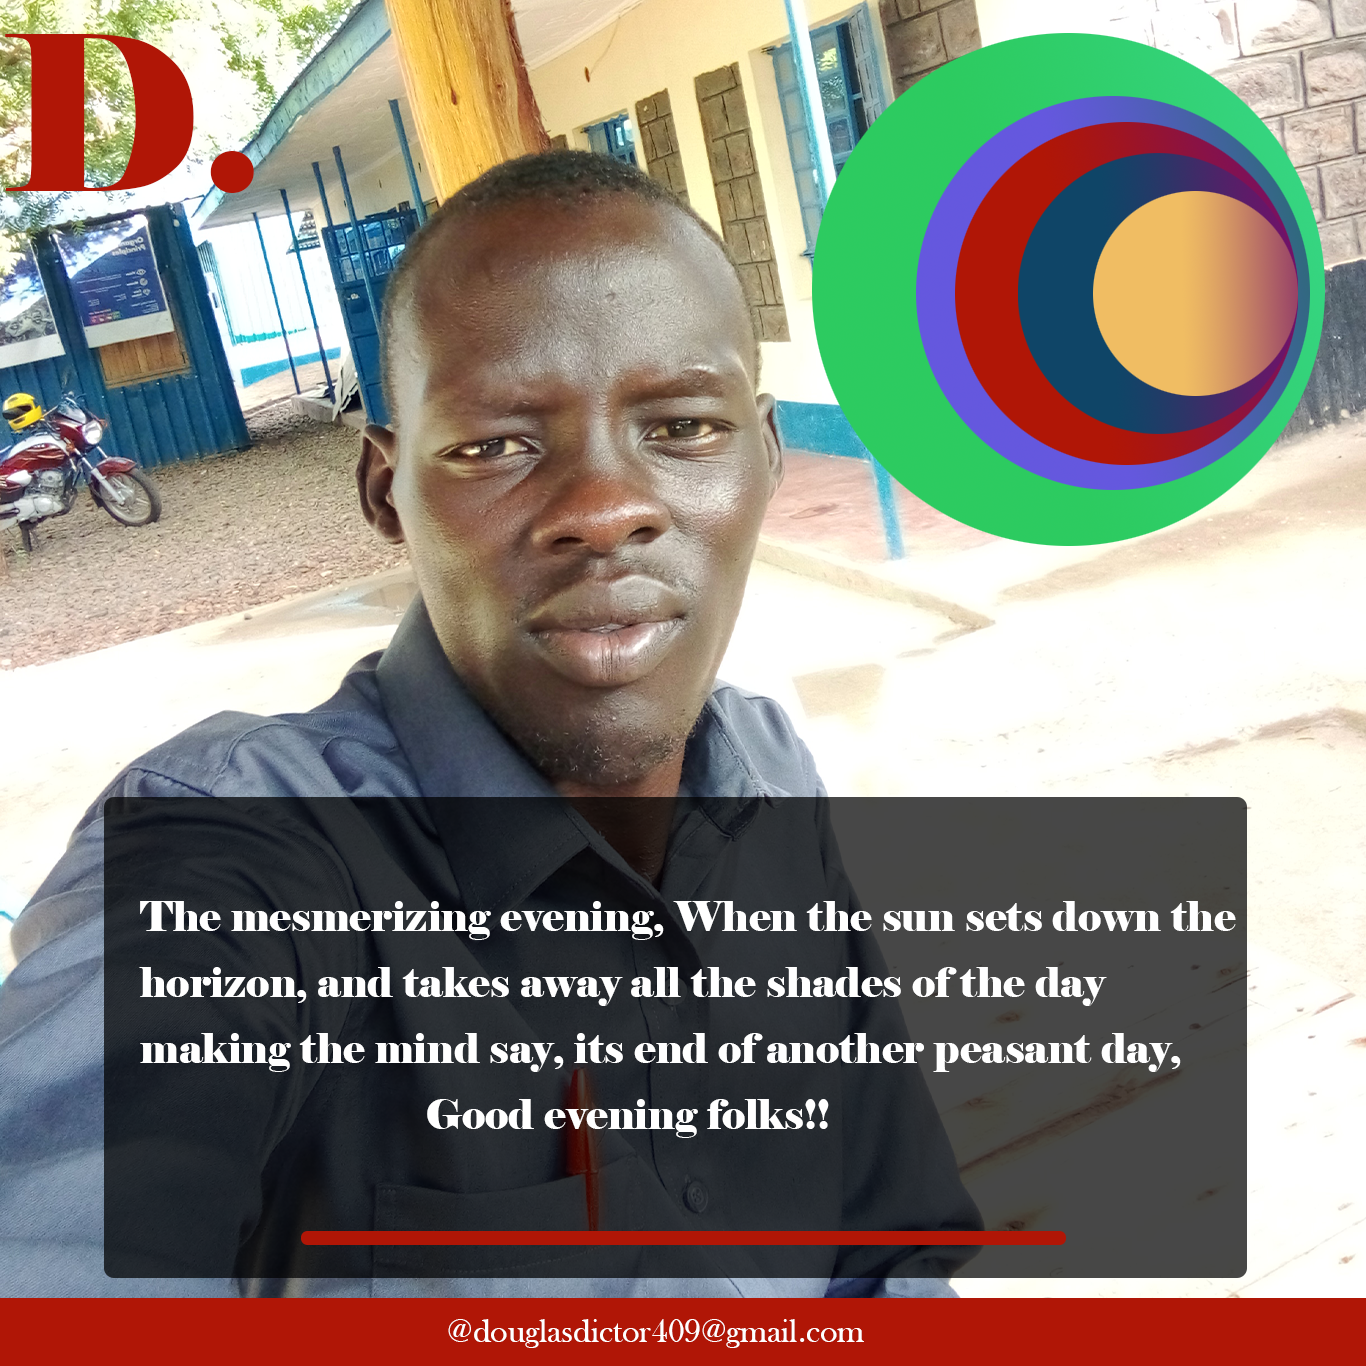 D.
The mesmerizing evening, When the sun sets down the
horizon, and takes away all the shades of the day
making the mind say, its end of another peasant day,
Good evening folks!!
@douglasdictor409@gmail.com